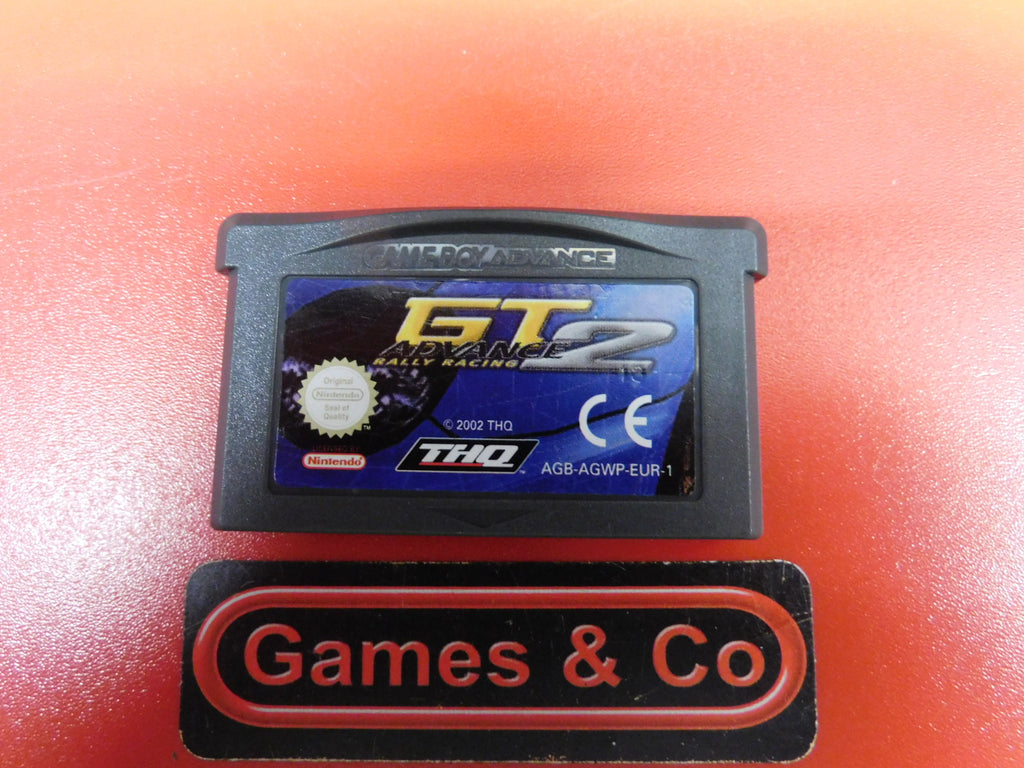 GAME BOY ADVANCE
GT
ADVANCE 2
RALLY RACING
Original
Nintendo
Seal of
Quality
TM
© 2002 THQ
CE
Nintendo
THQ
AGB-AGWP-EUR-1
Games & Co